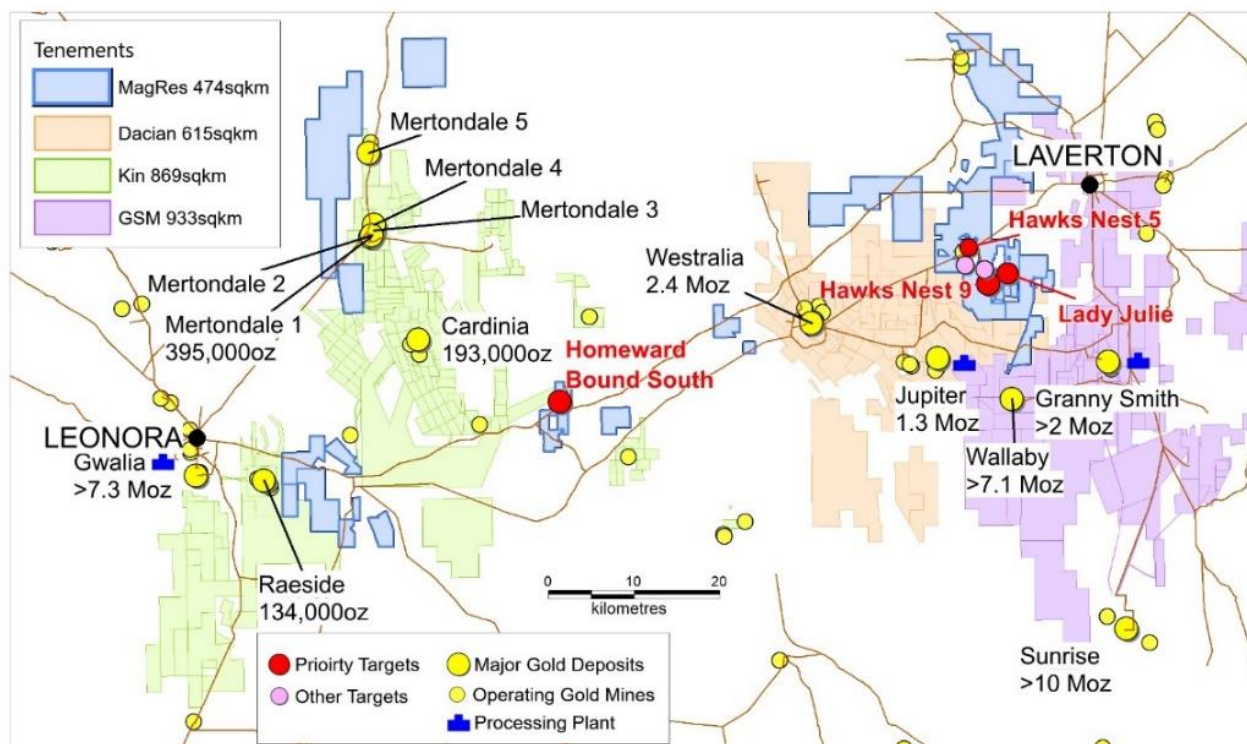 Tenements
MagRes 474sqkm
Dacian 615sqkm
Kin 869sqkm
GSM 933sqkm
Mertondale 5
Mertondale 4
Mertondale 3
Mertondale 2
Mertondale 1
395,000oz
Cardinia
193,000oz
Homeward
Bound South
LEONORA
Gwalia
>7.3 Moz
Raeside
134,000oz
LAVERTON
Hawks Nest 5
Westralia
2.4 Moz
Hawks Nest 9
Lady Julie
Jupiter
1.3 Moz
Granny Smith
>2 Moz
Wallaby
>7.1 Moz
Sunrise
>10 Moz
0 10 20
kilometres
Prioirty Targets
Other Targets
Major Gold Deposits
Operating Gold Mines
Processing Plant